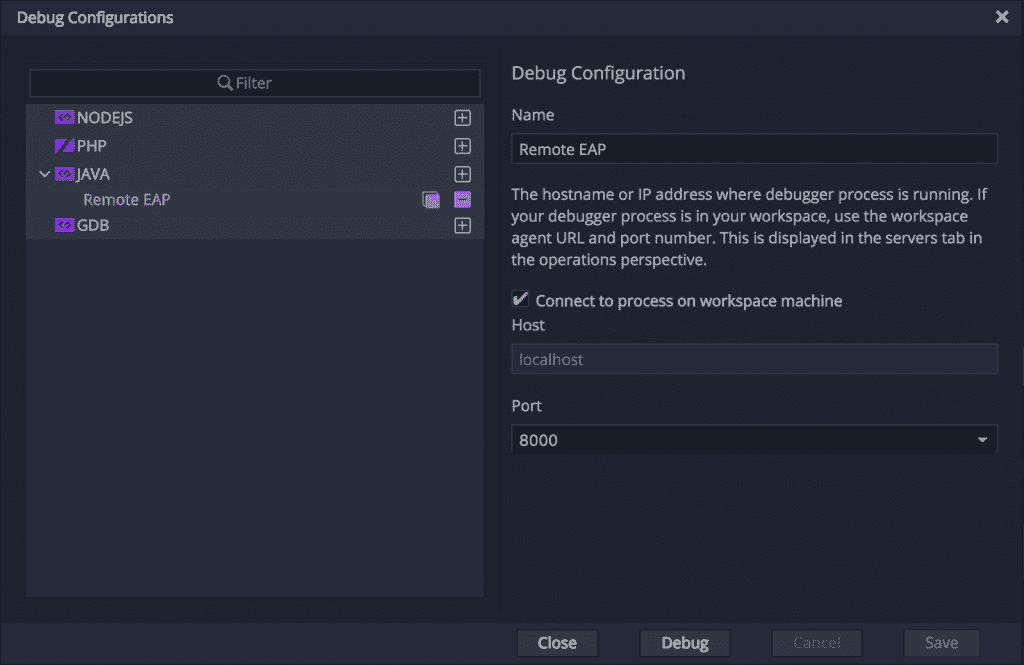 Debug Configurations
Filter
NODEJS
PHP
JAVA
Remote EAP
GDB
Debug Configuration
Name
Remote EAP
The hostname or IP address where debugger process is running. If
your debugger process is in your workspace, use the workspace
agent URL and port number. This is displayed in the servers tab in
the operations perspective.
Connect to process on workspace machine
Host
localhost
Port
8000
Close
Debug
Cancel
Save